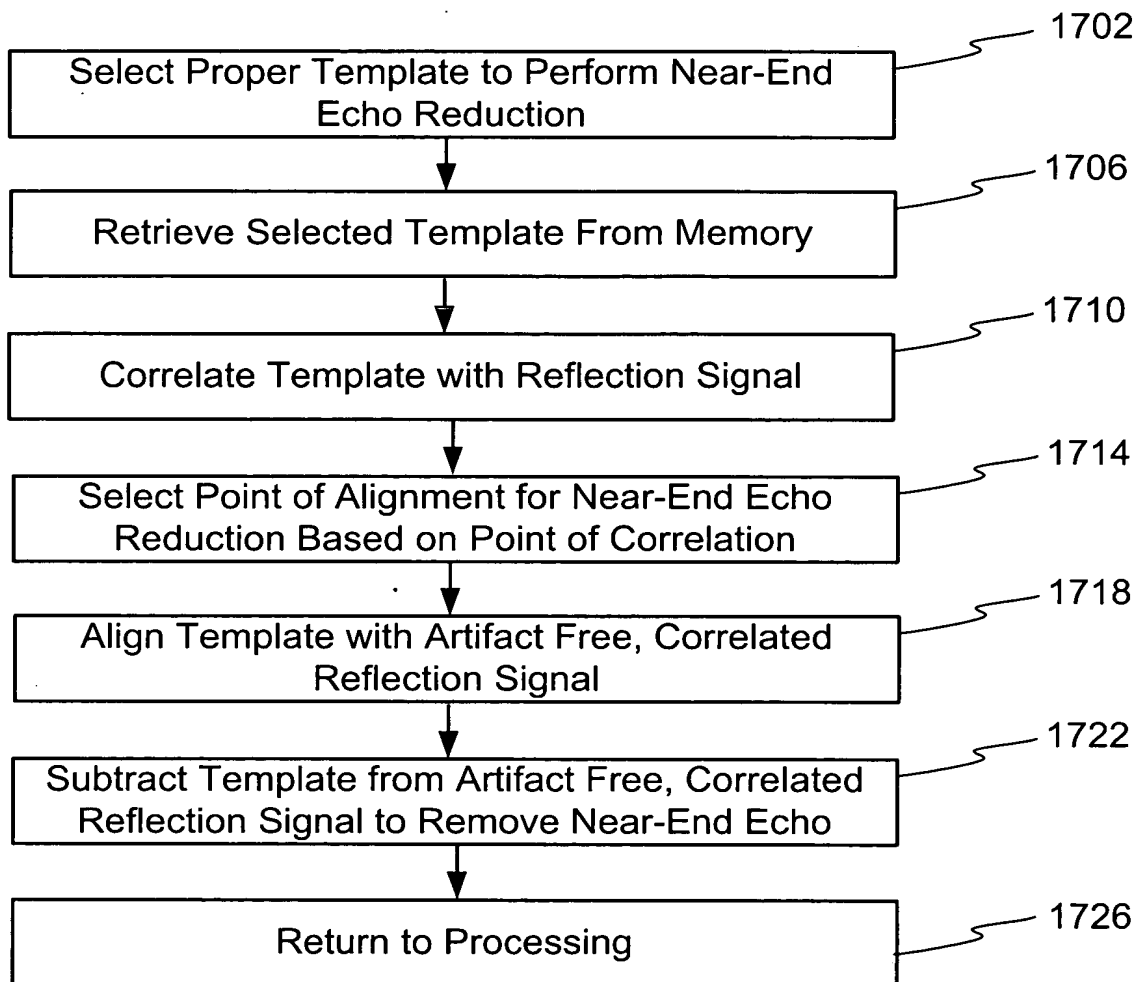 1702
Select Proper Template to Perform Near-End
Echo Reduction
1706
Retrieve Selected Template From Memory
1710
Correlate Template with Reflection Signal
1714
Select Point of Alignment for Near-End Echo
Reduction Based on Point of Correlation
1718
Align Template with Artifact Free, Correlated
Reflection Signal
1722
Subtract Template from Artifact Free, Correlated
Reflection Signal to Remove Near-End Echo
1726
Return to Processing